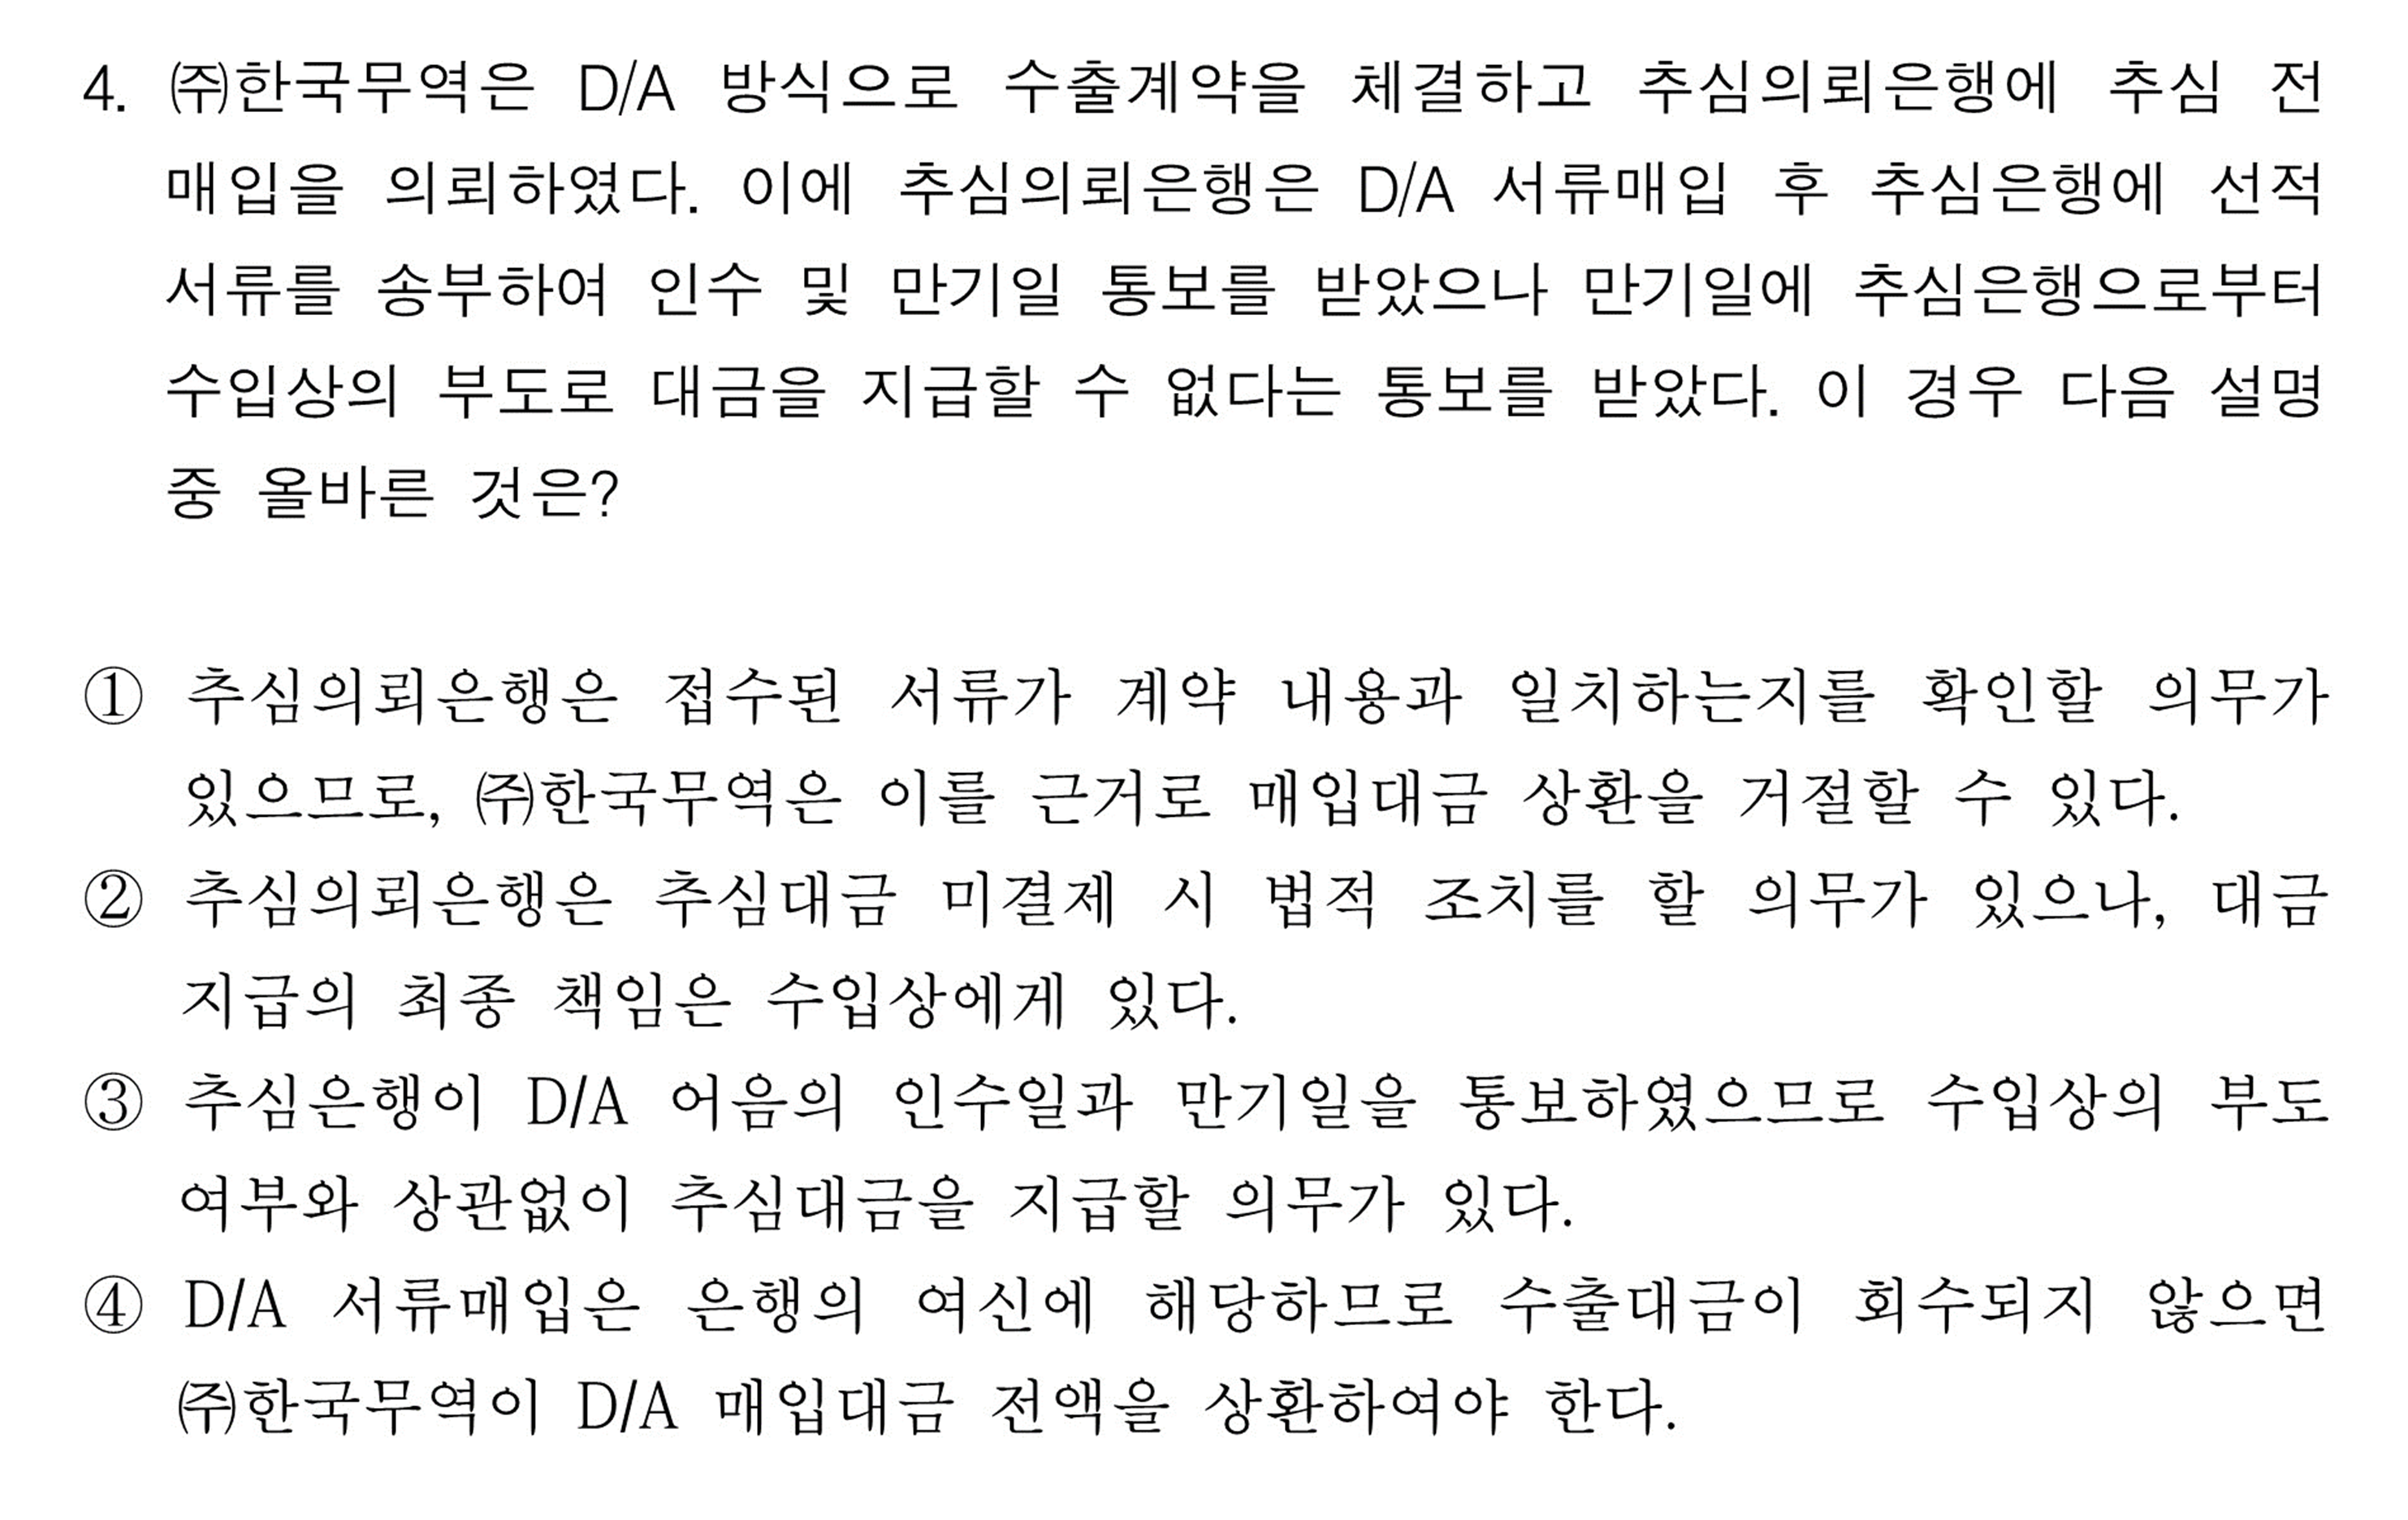 4. ㈜한국무역은 D/A 방식으로 수출계약을 체결하고 추심의뢰은행에 추심 전
매입을 의뢰하였다. 이에 추심의뢰은행은 D/A 서류매입 후 추심은행에 선적
서류를 송부하여 인수 및 만기일 통보를 받았으나 만기일에 추심은행으로부터
수입상의 부도로 대금을 지급할 수 없다는 통보를 받았다. 이 경우 다음 설명
중 올바른 것은?
① 추심의뢰은행은 접수된 서류가 계약 내용과 일치하는지를 확인할 의무가
있으므로, ㈜한국무역은 이를 근거로 매입대금 상환을 거절할 수 있다.
② 추심의뢰은행은 추심대금 미결제 시 법적 조치를 할 의무가 있으나, 대금
지급의 최종 책임은 수입상에게 있다.
③ 추심은행이 D/A 어음의 인수일과 만기일을 통보하였으므로 수입상의 부도
여부와 상관없이 추심대금을 지급할 의무가 있다.
④ D/A 서류매입은 은행의 여신에 해당하므로 수출대금이 회수되지 않으면
㈜한국무역이 D/A 매입대금 전액을 상환하여야 한다.